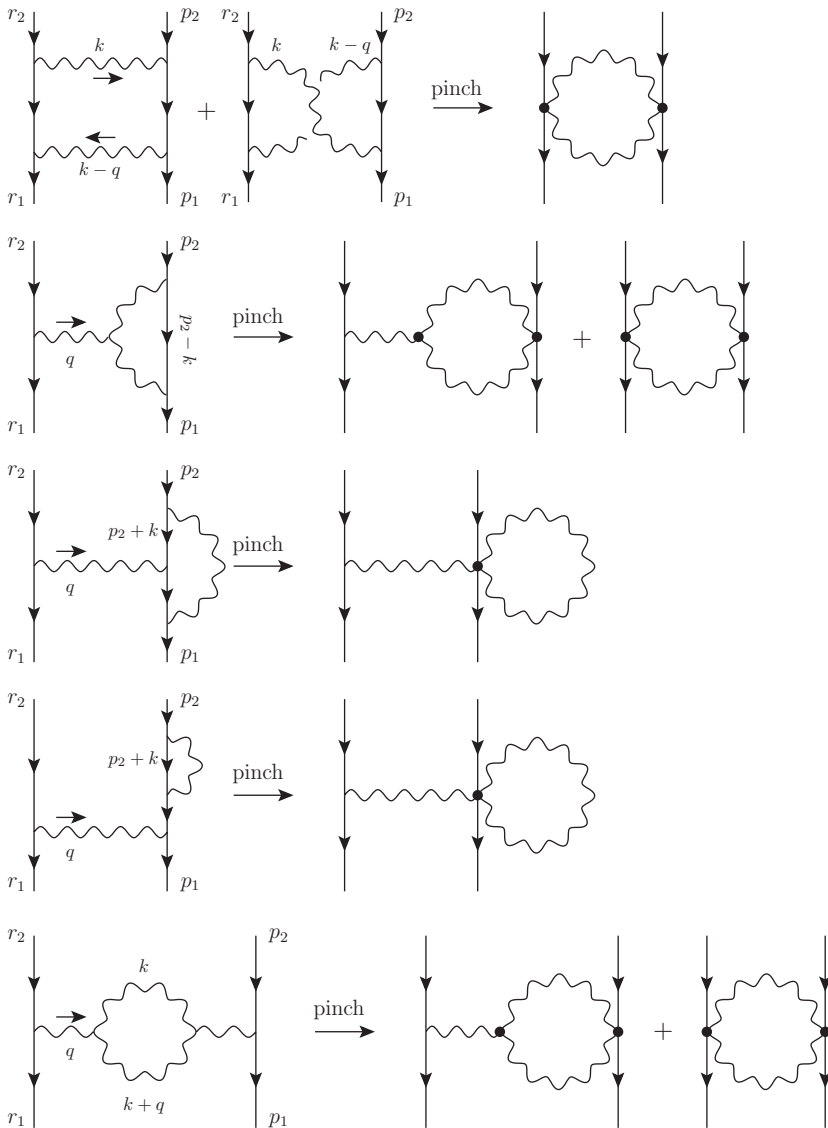 r₂ p₂ r₂ p₂
k k k − q
pinch
+
k − q
r₁ p₁ r₁ p₁
r₂ p₂
pinch
q p₂ − k +
r₁ p₁
r₂ p₂
p₂ + k
pinch
q
r₁ p₁
r₂ p₂
p₂ + k
pinch
q
r₁ p₁
r₂ p₂
k
pinch
q +
k + q
r₁ p₁